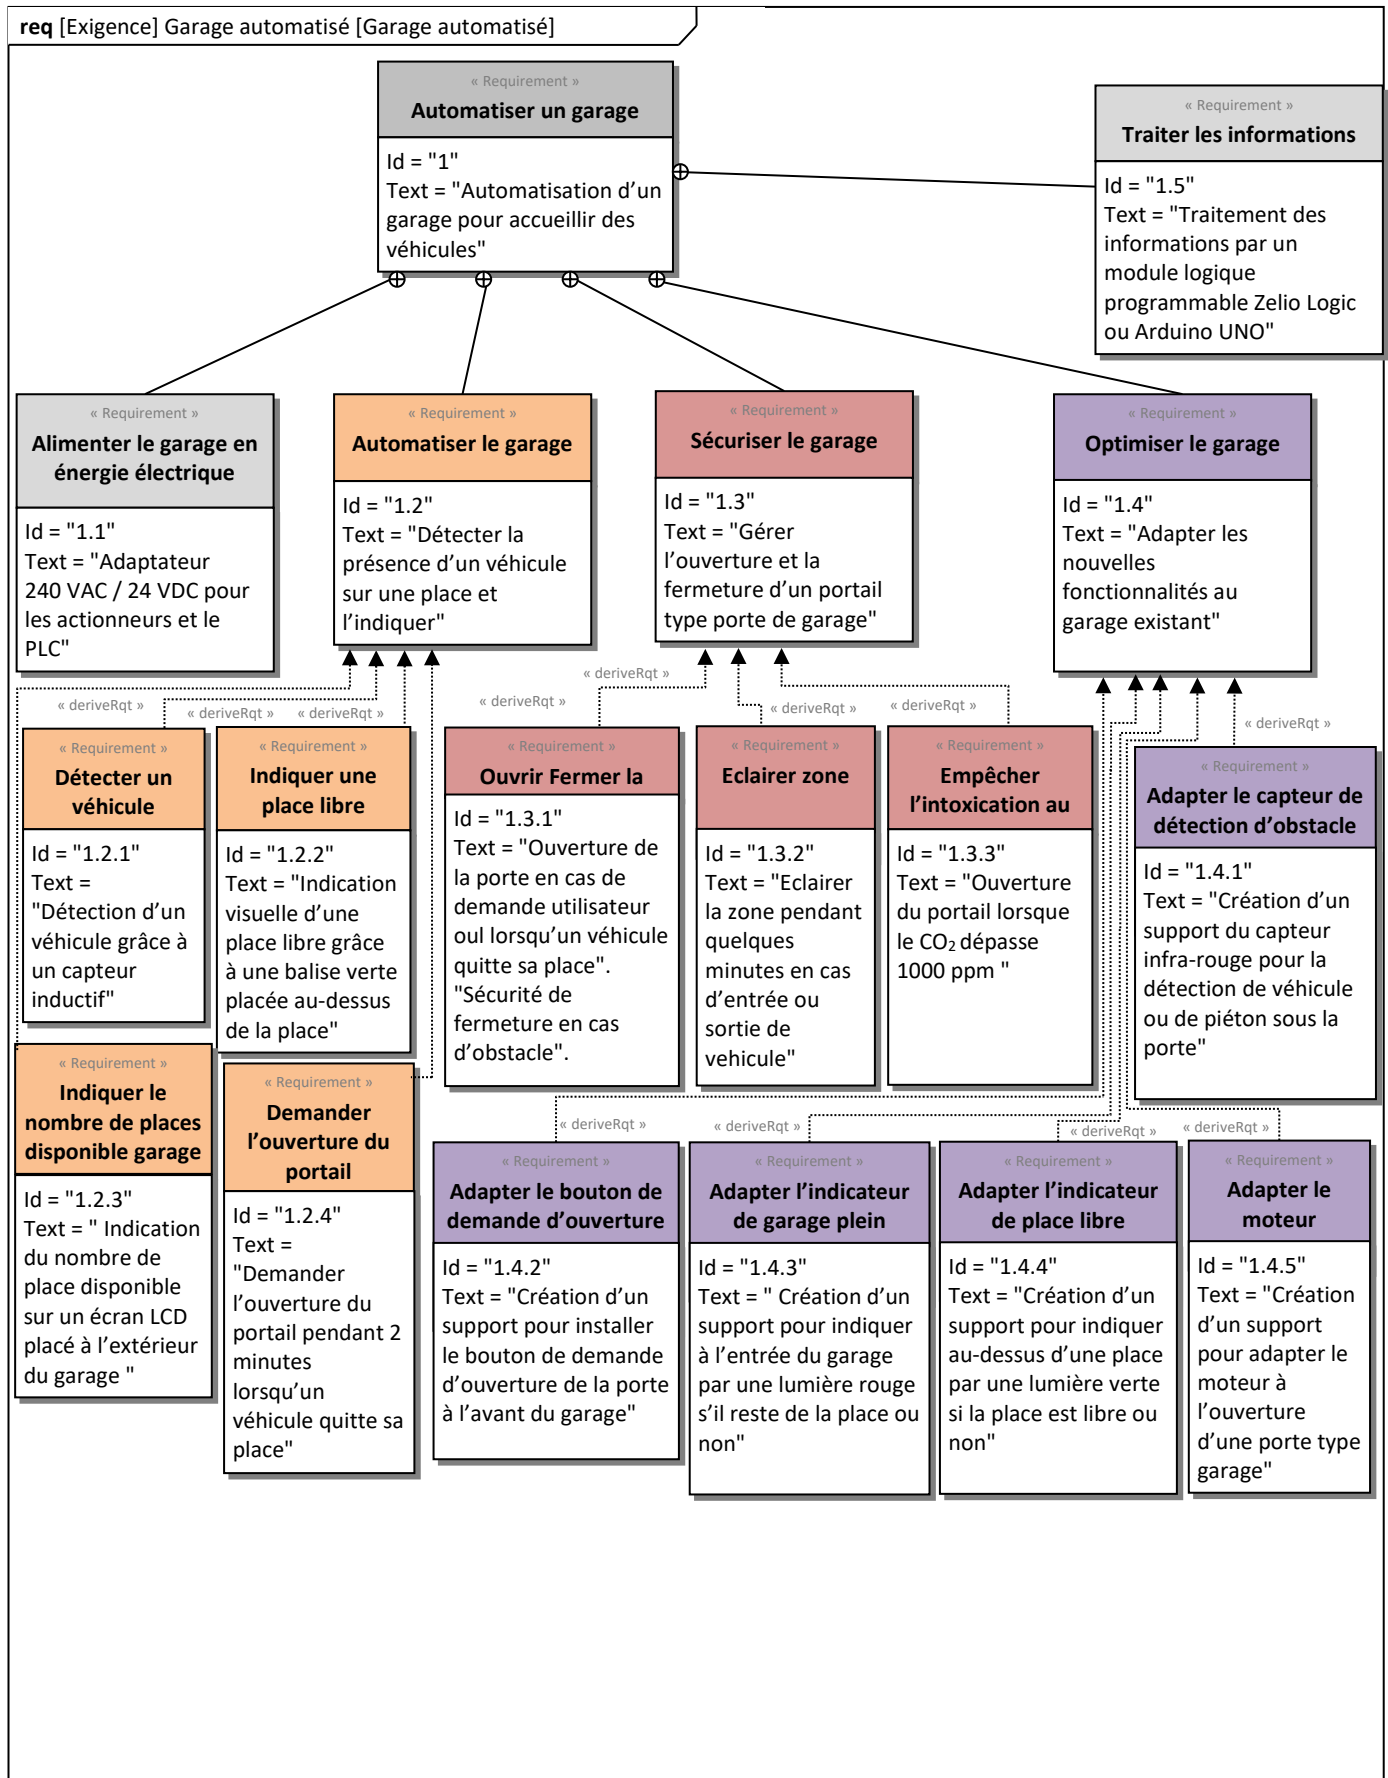 req [Exigence] Garage automatisé [Garage automatisé]
« Requirement »
Automatiser un garage
Id = "1"
Text = "Automatisation d’un
garage pour accueillir des
véhicules"
« Requirement »
Traiter les informations
Id = "1.5"
Text = "Traitement des
informations par un
module logique
programmable Zelio Logic
ou Arduino UNO"
« Requirement »
Alimenter le garage en
énergie électrique
Id = "1.1"
Text = "Adaptateur
240 VAC / 24 VDC pour
les actionneurs et le
PLC"
« Requirement »
Automatiser le garage
Id = "1.2"
Text = "Détecter la
présence d’un véhicule
sur une place et
l’indiquer"
« Requirement »
Sécuriser le garage
Id = "1.3"
Text = "Gérer
l’ouverture et la
fermeture d’un portail
type porte de garage"
« Requirement »
Optimiser le garage
Id = "1.4"
Text = "Adapter les
nouvelles
fonctionnalités au
garage existant"
« deriveRqt »
« deriveRqt »
« deriveRqt »
« deriveRqt »
« deriveRqt »
« deriveRqt »
« deriveRqt »
« deriveRqt »
« Requirement »
Détecter un
véhicule
Id = "1.2.1"
Text =
"Détection d’un
véhicule grâce à
un capteur
inductif"
« Requirement »
Indiquer une
place libre
Id = "1.2.2"
Text = "Indication
visuelle d’une
place libre grâce
à une balise verte
placée au-dessus
de la place"
« Requirement »
Ouvrir Fermer la
Id = "1.3.1"
Text = "Ouverture de
la porte en cas de
demande utilisateur
oul lorsqu’un véhicule
quitte sa place".
"Sécurité de
fermeture en cas
d’obstacle".
« Requirement »
Eclairer zone
Id = "1.3.2"
Text = "Eclairer
la zone pendant
quelques
minutes en cas
d’entrée ou
sortie de
vehicule"
« Requirement »
Empêcher
l’intoxication au
Id = "1.3.3"
Text = "Ouverture
du portail lorsque
le CO2 dépasse
1000 ppm "
« Requirement »
Adapter le capteur de
détection d’obstacle
Id = "1.4.1"
Text = "Création d’un
support du capteur
infra-rouge pour la
détection de véhicule
ou de piéton sous la
porte"
« Requirement »
Indiquer le
nombre de places
disponible garage
Id = "1.2.3"
Text = " Indication
du nombre de
place disponible
sur un écran LCD
placé à l’extérieur
du garage "
« Requirement »
Demander
l’ouverture du
portail
Id = "1.2.4"
Text =
"Demander
l’ouverture du
portail pendant 2
minutes
lorsqu’un
véhicule quitte sa
place"
« deriveRqt »
« deriveRqt »
« deriveRqt »
« deriveRqt »
« Requirement »
Adapter le bouton de
demande d’ouverture
Id = "1.4.2"
Text = "Création d’un
support pour installer
le bouton de demande
d’ouverture de la porte
à l’avant du garage"
« Requirement »
Adapter l’indicateur
de garage plein
Id = "1.4.3"
Text = " Création d’un
support pour indiquer
à l’entrée du garage
par une lumière rouge
s’il reste de la place ou
non"
« Requirement »
Adapter l’indicateur
de place libre
Id = "1.4.4"
Text = "Création d’un
support pour indiquer
au-dessus d’une place
par une lumière verte
si la place est libre ou
non"
« Requirement »
Adapter le
moteur
Id = "1.4.5"
Text = "Création
d’un support
pour adapter le
moteur à
l’ouverture
d’une porte type
garage"